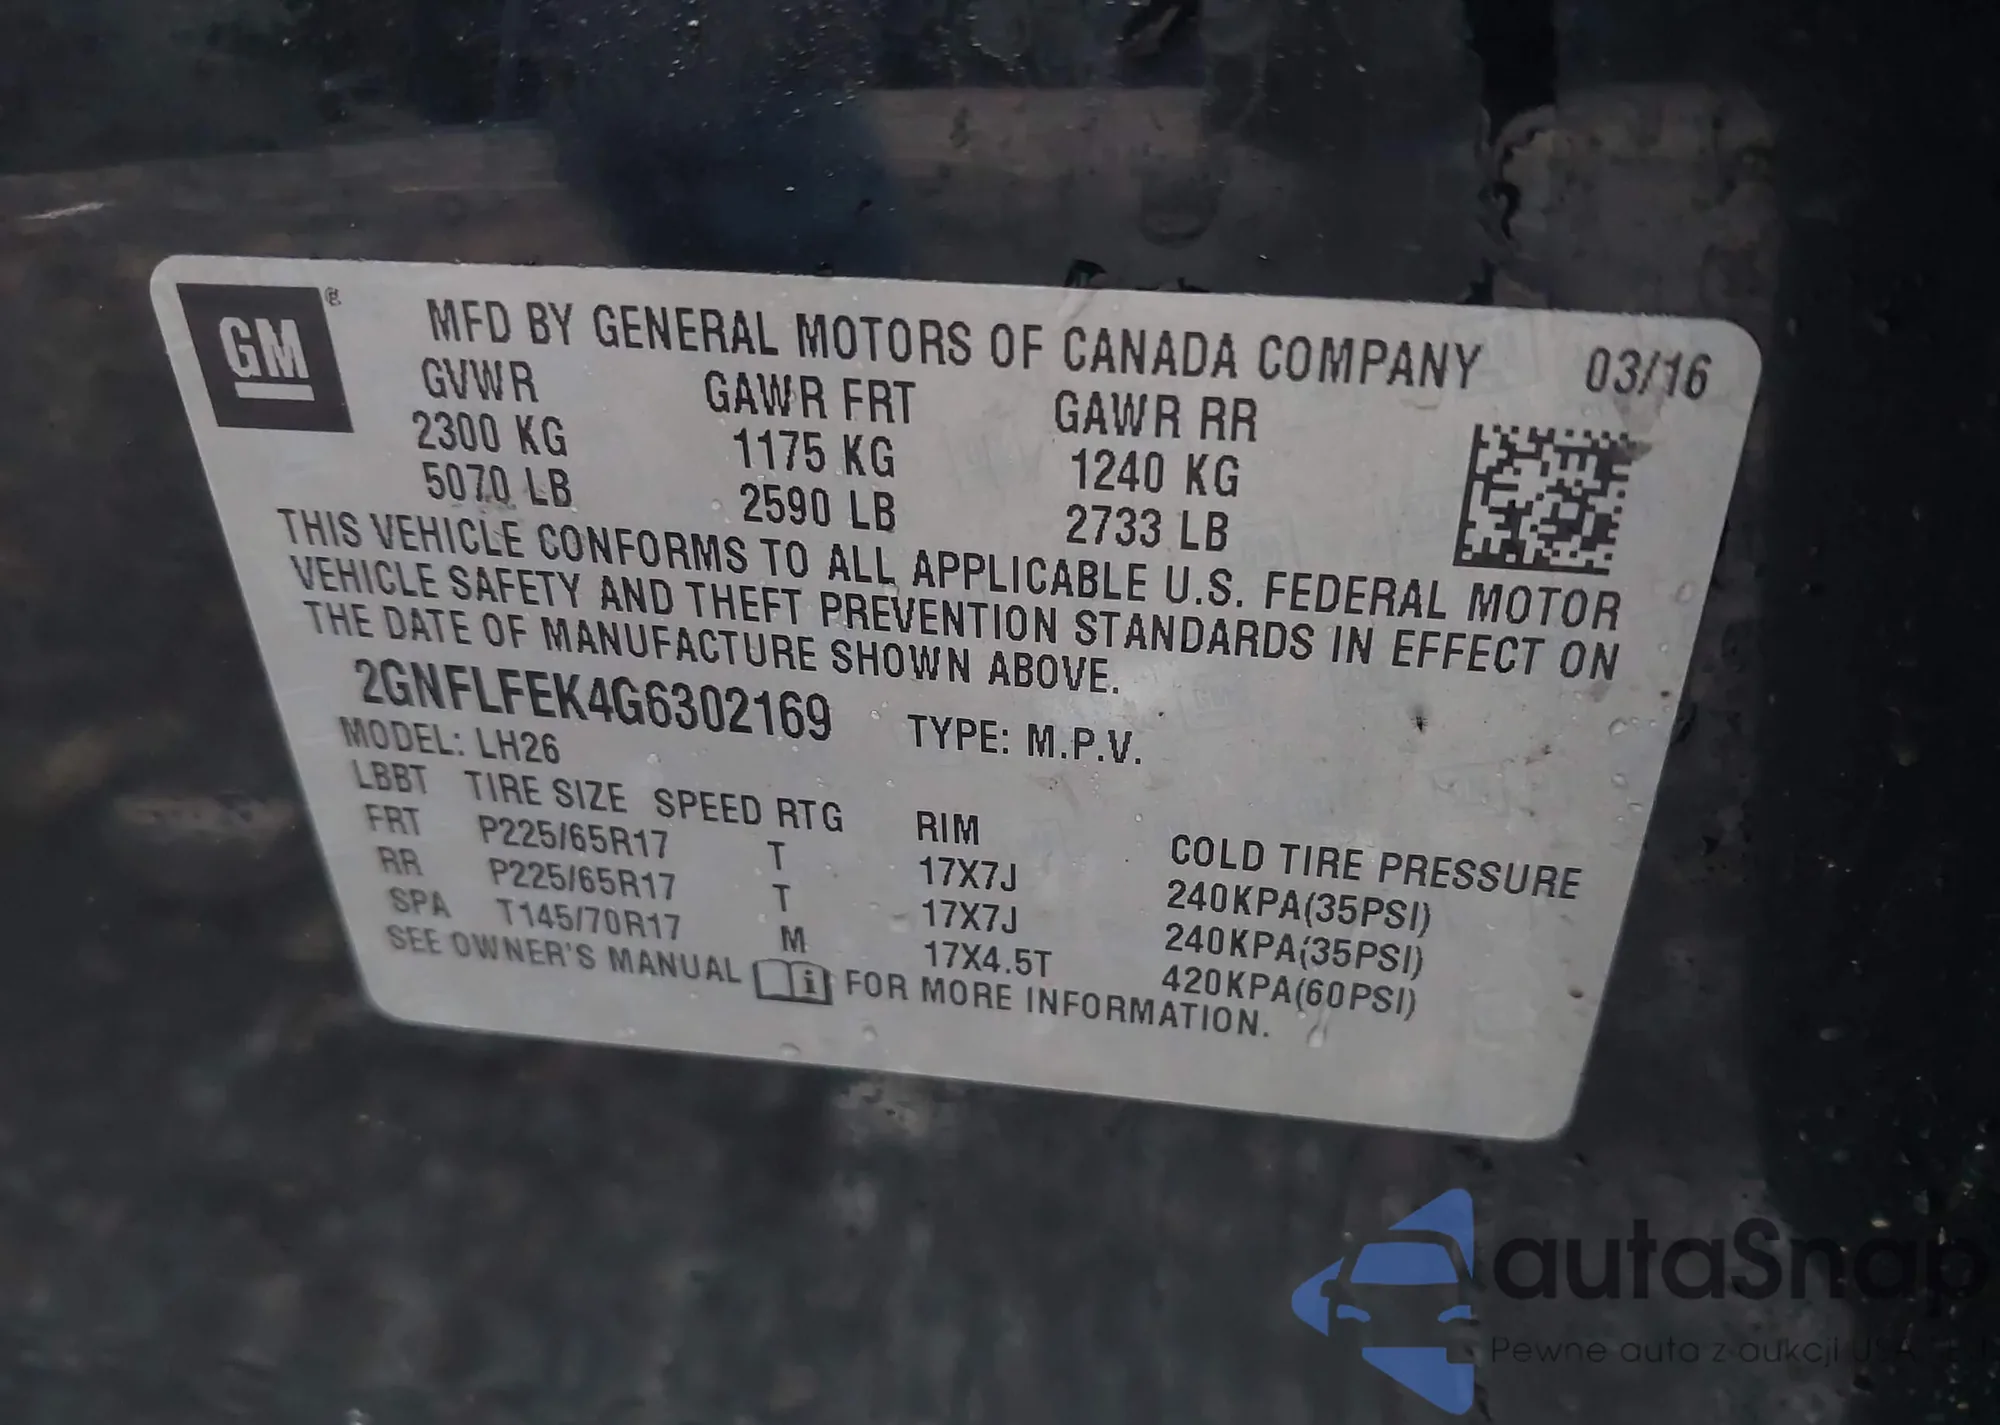 GM®
MFD BY GENERAL MOTORS OF CANADA COMPANY 03/16
GVWR GAWR FRT GAWR RR
2300 KG 1175 KG 1240 KG
5070 LB 2590 LB 2733 LB
THIS VEHICLE CONFORMS TO ALL APPLICABLE U.S. FEDERAL MOTOR
VEHICLE SAFETY AND THEFT PREVENTION STANDARDS IN EFFECT ON
THE DATE OF MANUFACTURE SHOWN ABOVE.
2GNFLFEK4G6302169 TYPE: M.P.V.
MODEL: LH26
LBBT TIRE SIZE SPEED RTG RIM COLD TIRE PRESSURE
FRT P225/65R17 T 17X7J 240KPA(35PSI)
RR P225/65R17 T 17X7J 240KPA(35PSI)
SPA T145/70R17 M 17X4.5T 420KPA(60PSI)
SEE OWNER'S MANUAL i FOR MORE INFORMATION.
autaSnap
Pewne auta z aukcji USA